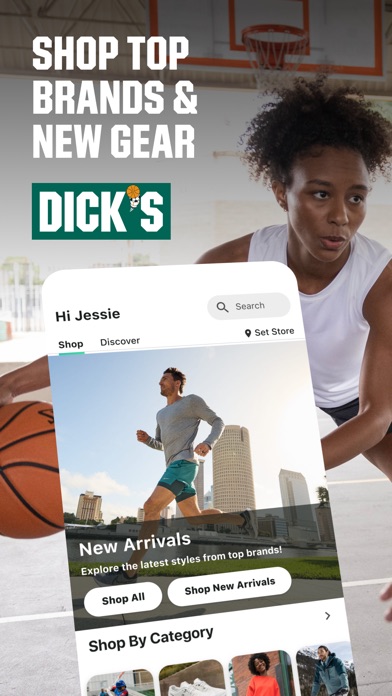 SHOP TOP
BRANDS &
NEW GEAR
DICK'S
Hi Jessie
Search
Shop Discover
Set Store
New Arrivals
Explore the latest styles from top brands!
Shop All
Shop New Arrivals
Shop By Category